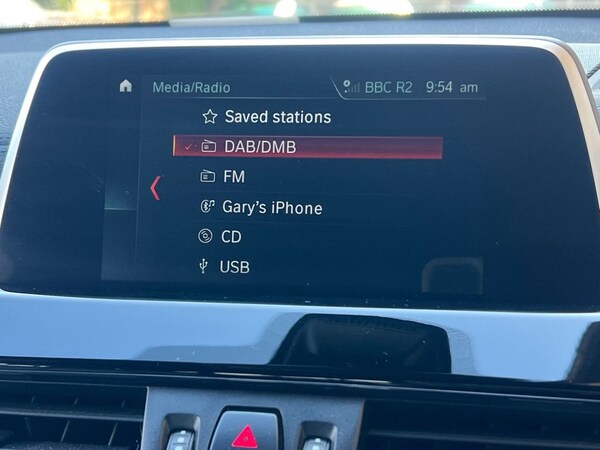 Media/Radio
BBC R2 9:54 am
Saved stations
DAB/DMB
FM
Gary's iPhone
CD
USB